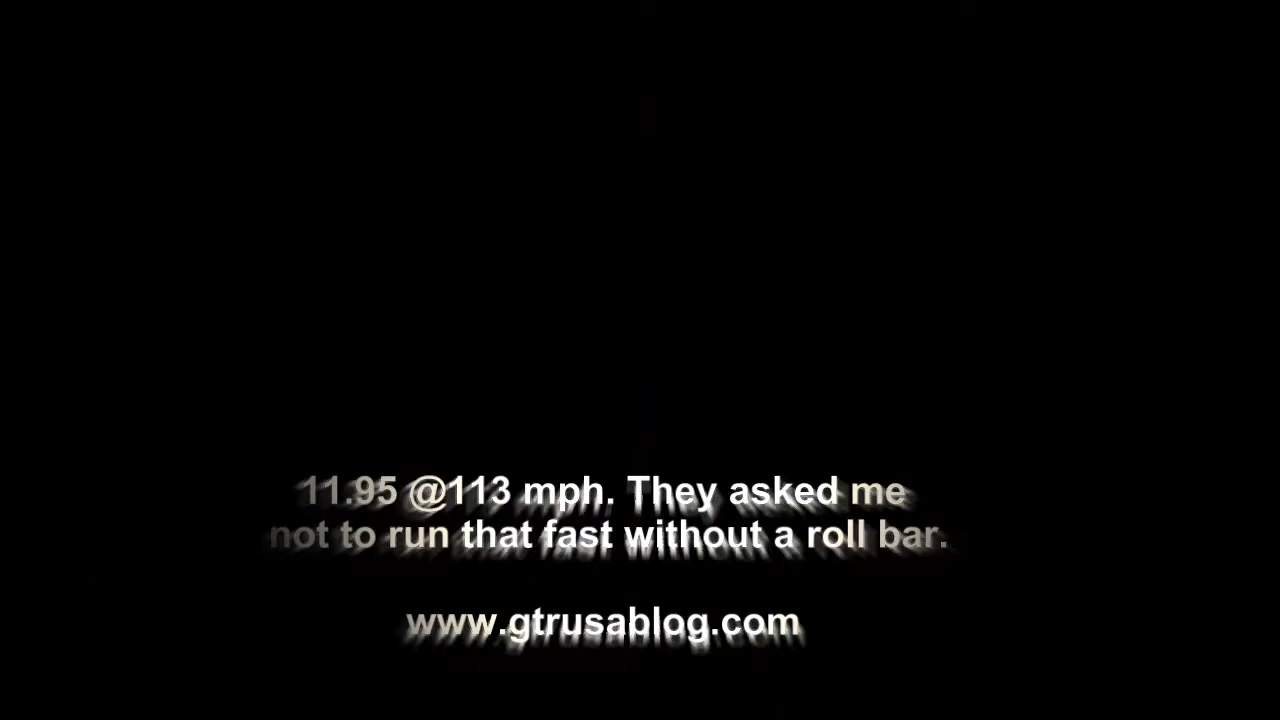 11.95 @113 mph. They asked me
not to run that fast without a roll bar.
www.gtrusablog.com